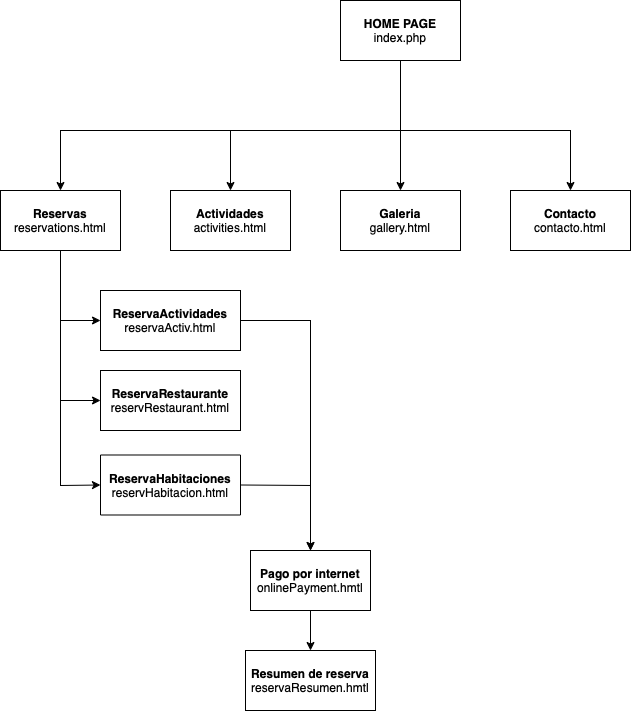 HOME PAGE
index.php
Reservas
reservations.html
Actividades
activities.html
Galeria
gallery.html
Contacto
contacto.html
ReservaActividades
reservaActiv.html
ReservaRestaurante
reservRestaurant.html
ReservaHabitaciones
reservHabitacion.html
Pago por internet
onlinePayment.hmtl
Resumen de reserva
reservaResumen.hmtl